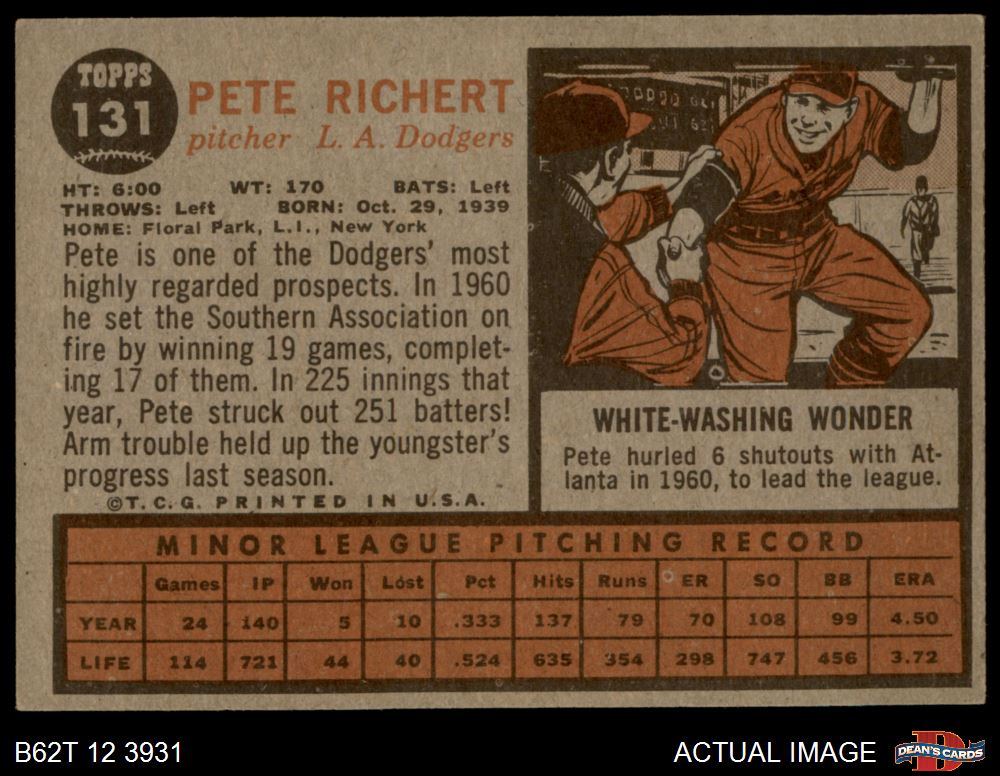 TOPPS
131
PETE RICHERT
pitcher L. A. Dodgers
HT: 6:00 WT: 170 BATS: Left
THROWS: Left BORN: Oct. 29, 1939
HOME: Floral Park, L.I., New York
Pete is one of the Dodgers' most
highly regarded prospects. In 1960
he set the Southern Association on
fire by winning 19 games, complet-
ing 17 of them. In 225 innings that
year, Pete struck out 251 batters!
Arm trouble held up the youngster's
progress last season.
©T. C. G. PRINTED IN U.S.A.
WHITE-WASHING WONDER
Pete hurled 6 shutouts with At-
lanta in 1960, to lead the league.
MINOR LEAGUE PITCHING RECORD
Games IP Won Lost Pct Hits Runs ER SO BB ERA
YEAR 24 140 5 10 .333 137 79 70 108 99 4.50
LIFE 114 721 44 40 .524 635 354 298 747 456 3.72
B62T 12 3931
ACTUAL IMAGE
DEAN'S CARDS